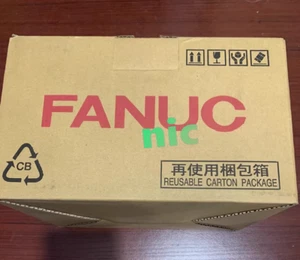 FANUC
nic
CB
再使用梱包箱
REUSABLE CARTON PACKAGE